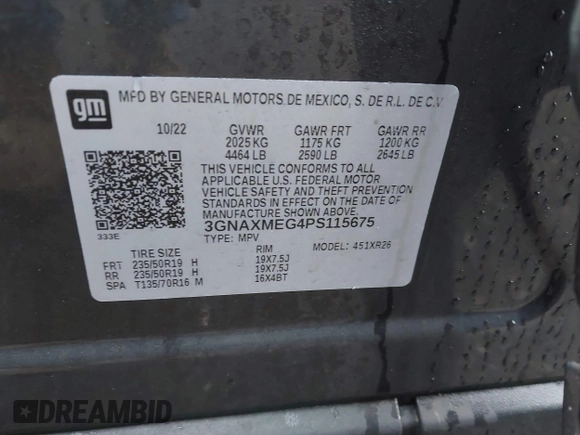 gm
MFD BY GENERAL MOTORS DE MEXICO, S. DE R.L. DE C.V.
10/22 GVWR GAWR FRT GAWR RR
2025 KG 1175 KG 1200 KG
4464 LB 2590 LB 2645 LB
THIS VEHICLE CONFORMS TO ALL
APPLICABLE U.S. FEDERAL MOTOR
VEHICLE SAFETY AND THEFT PREVENTION
STANDARDS IN EFFECT ON THE DATE OF
MANUFACTURE SHOWN ABOVE.
333E 3GNAXMEG4PS115675
TYPE: MPV MODEL: 451XR26
TIRE SIZE RIM
FRT 235/50R19 H 19X7.5J
RR 235/50R19 H 19X7.5J
SPA T135/70R16 M 16X4BT
DREAMBID